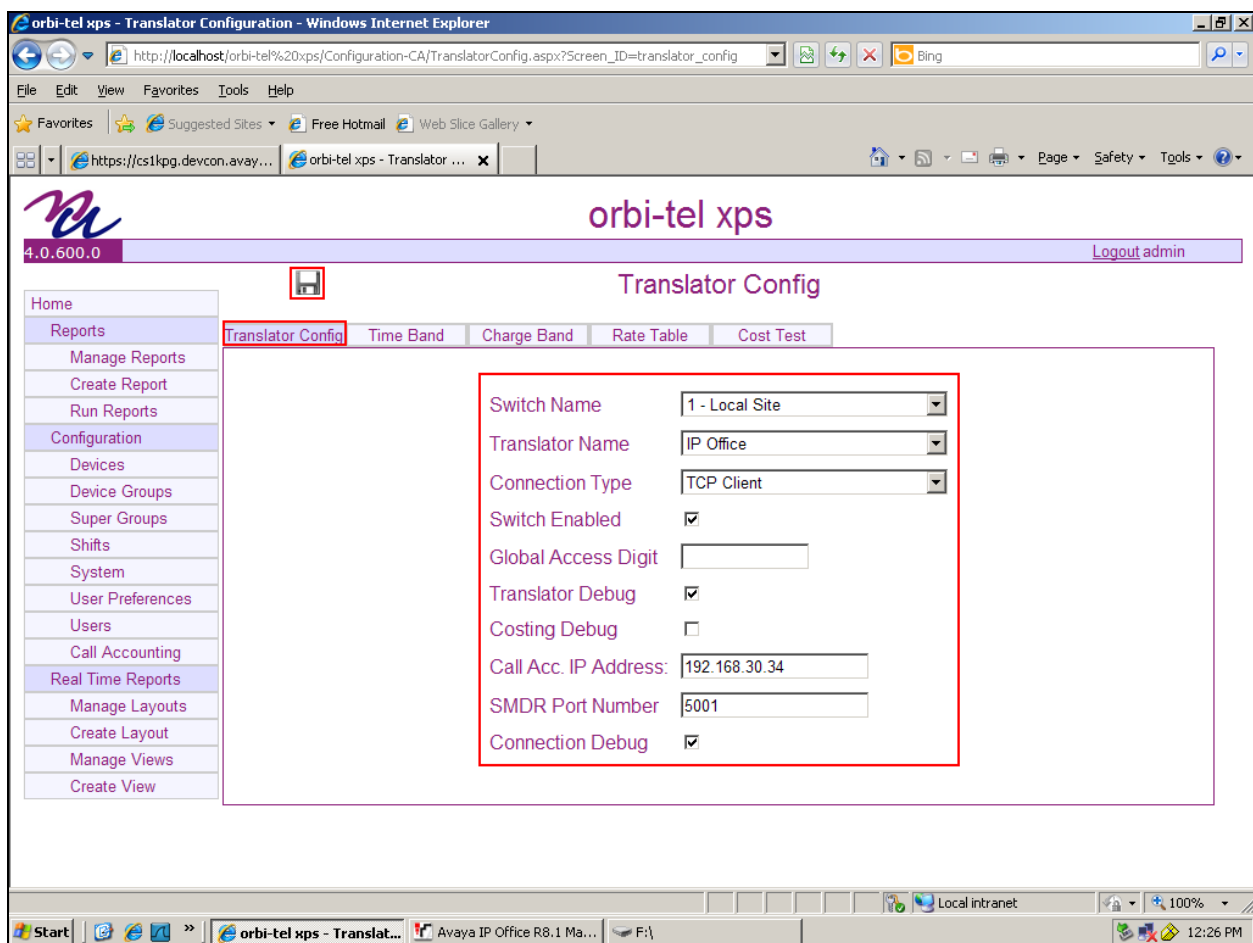 orbi-tel xps - Translator Configuration - Windows Internet Explorer
http://localhost/orbi-tel%20xps/Configuration-CA/TranslatorConfig.aspx?Screen_ID=translator_config
Bing
File Edit View Favorites Tools Help
Favorites Suggested Sites Free Hotmail Web Slice Gallery
https://cs1kpg.devcon.avay... orbi-tel xps - Translator ... Page Safety Tools
orbi-tel xps
4.0.600.0 Logout admin
Translator Config
Home
Reports
Manage Reports
Create Report
Run Reports
Configuration
Devices
Device Groups
Super Groups
Shifts
System
User Preferences
Users
Call Accounting
Real Time Reports
Manage Layouts
Create Layout
Manage Views
Create View
Translator Config Time Band Charge Band Rate Table Cost Test
Switch Name 1 - Local Site
Translator Name IP Office
Connection Type TCP Client
Switch Enabled
Global Access Digit
Translator Debug
Costing Debug
Call Acc. IP Address: 192.168.30.34
SMDR Port Number 5001
Connection Debug
Local intranet 100%
Start » orbi-tel xps - Translat... Avaya IP Office R8.1 Ma... F:\ 12:26 PM